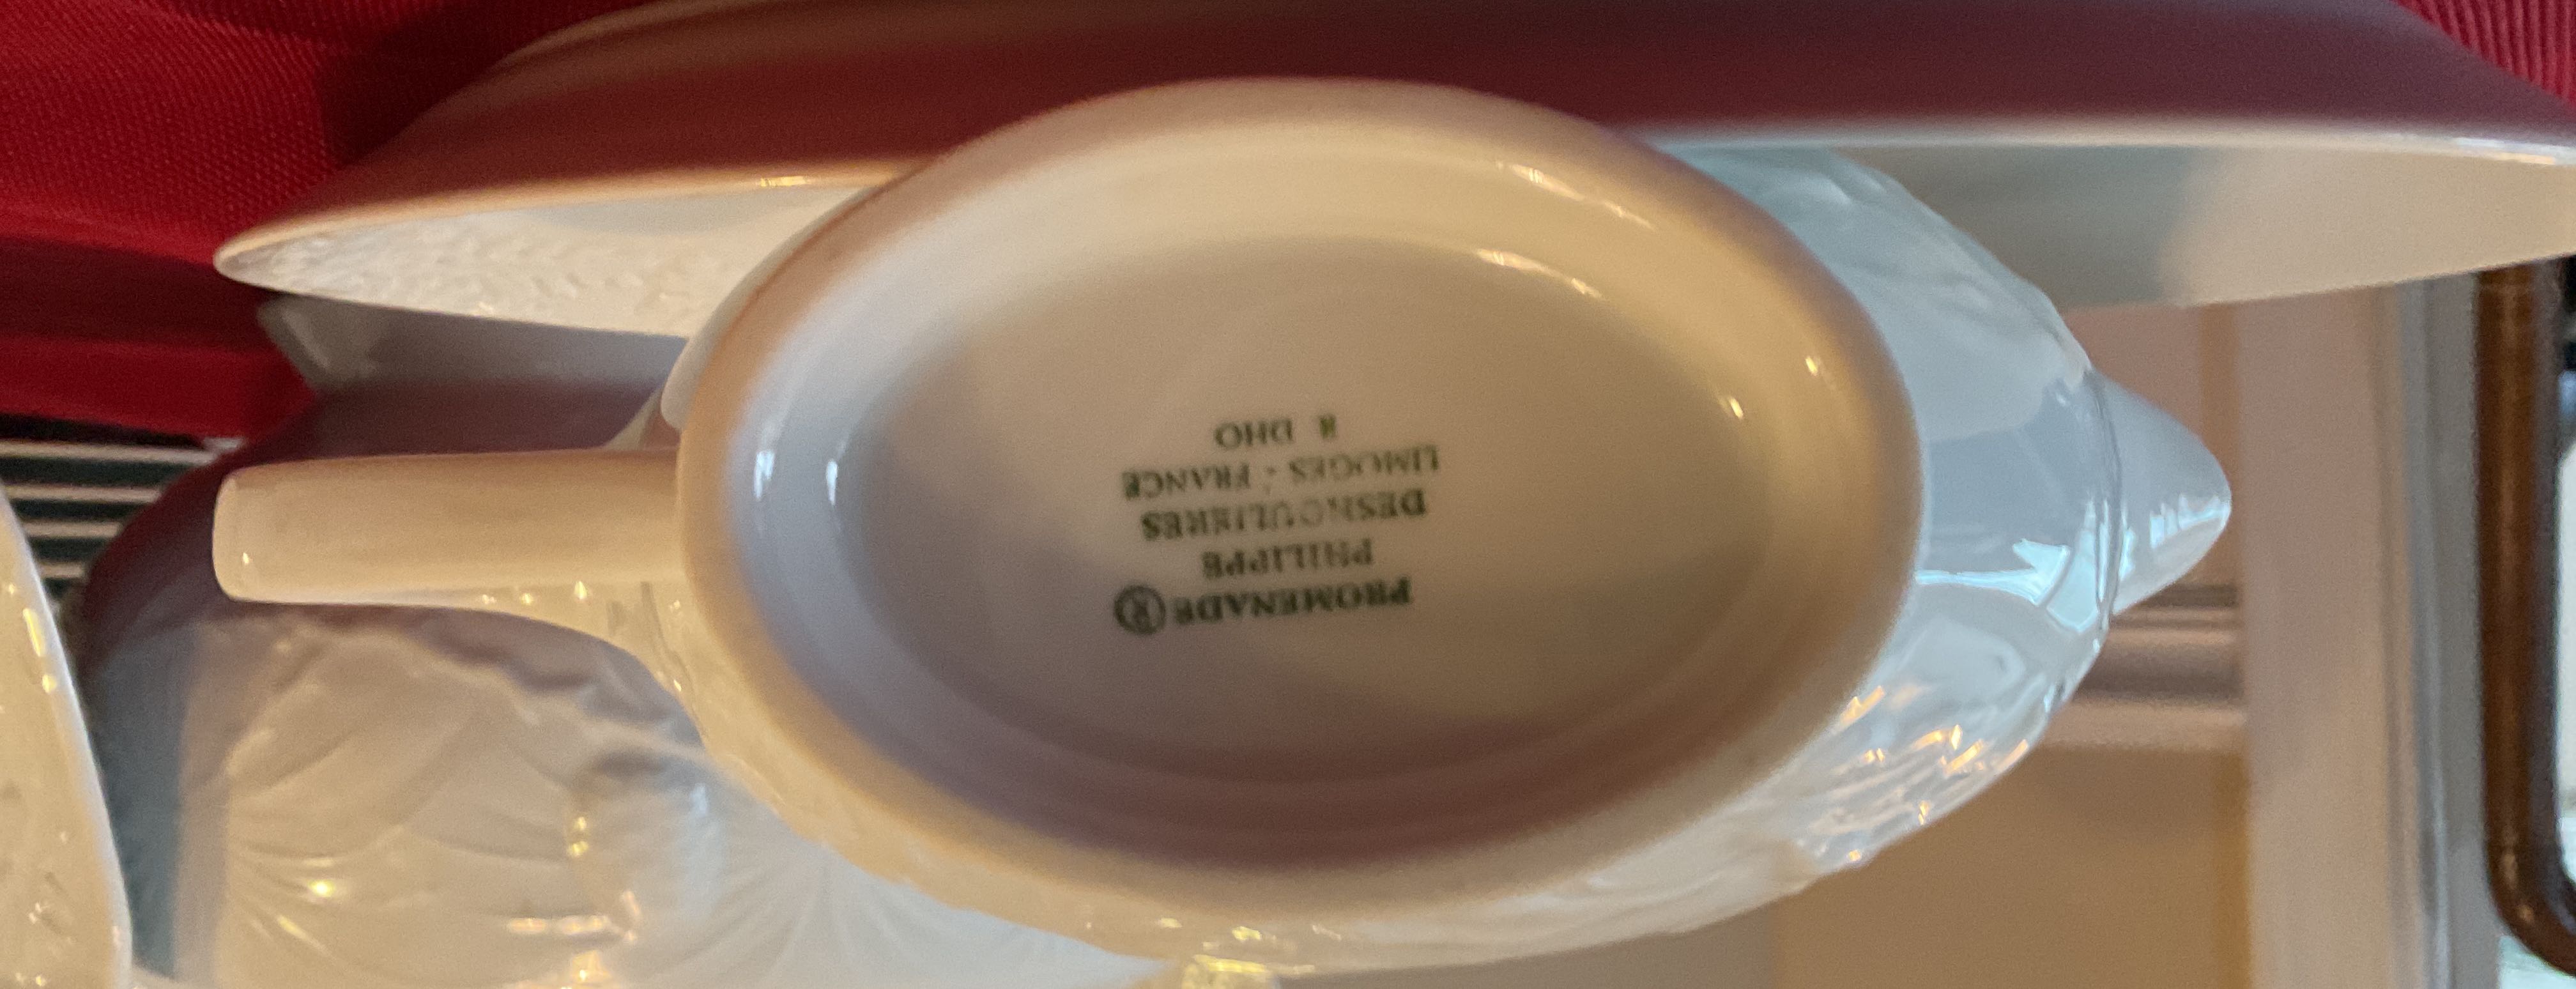 PROMENADE ®
PHILIPPE
DESHOULIERES
LIMOGES - FRANCE
R DHO